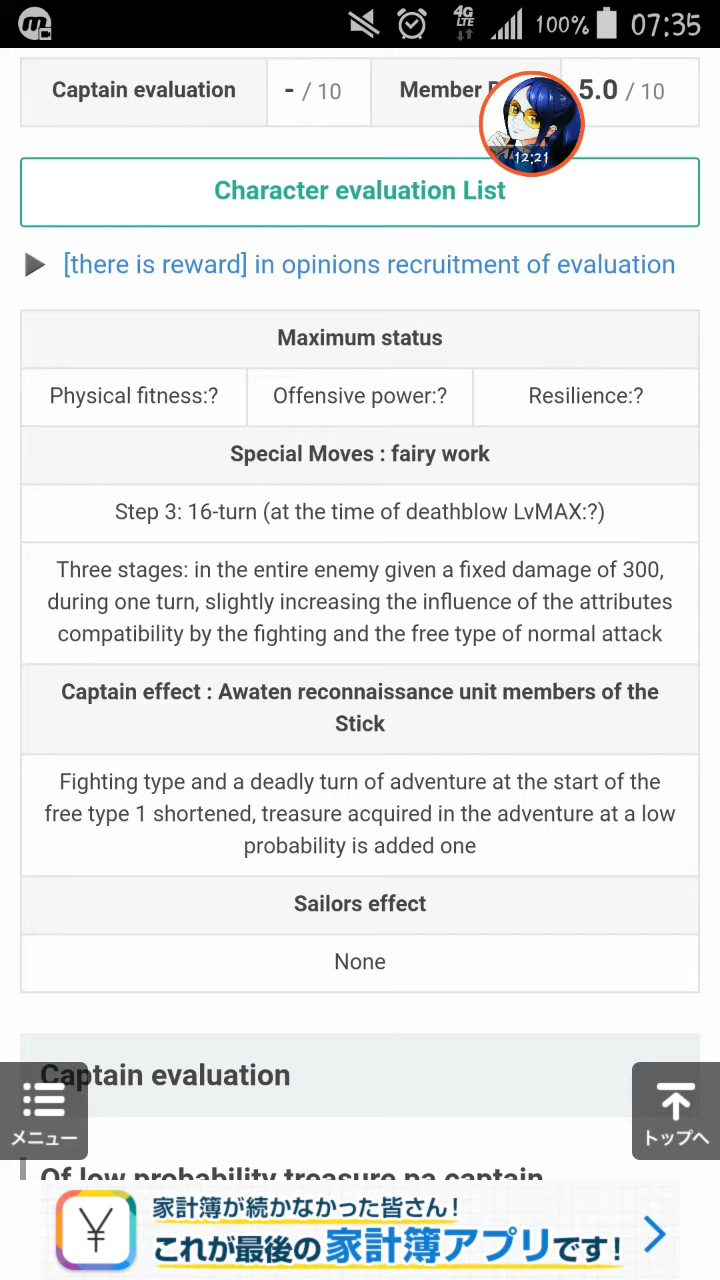 4G
LTE
100%
07:35
Captain evaluation
- / 10
Member
5.0 / 10
12:21
Character evaluation List
[there is reward] in opinions recruitment of evaluation
Maximum status
Physical fitness:?
Offensive power:?
Resilience:?
Special Moves : fairy work
Step 3: 16-turn (at the time of deathblow LvMAX:?)
Three stages: in the entire enemy given a fixed damage of 300,
during one turn, slightly increasing the influence of the attributes
compatibility by the fighting and the free type of normal attack
Captain effect : Awaten reconnaissance unit members of the
Stick
Fighting type and a deadly turn of adventure at the start of the
free type 1 shortened, treasure acquired in the adventure at a low
probability is added one
Sailors effect
None
Captain evaluation
メニュー
トップへ
Of low probability treasure pa captain
家計簿が続かなかった皆さん!
これが最後の家計簿アプリです!